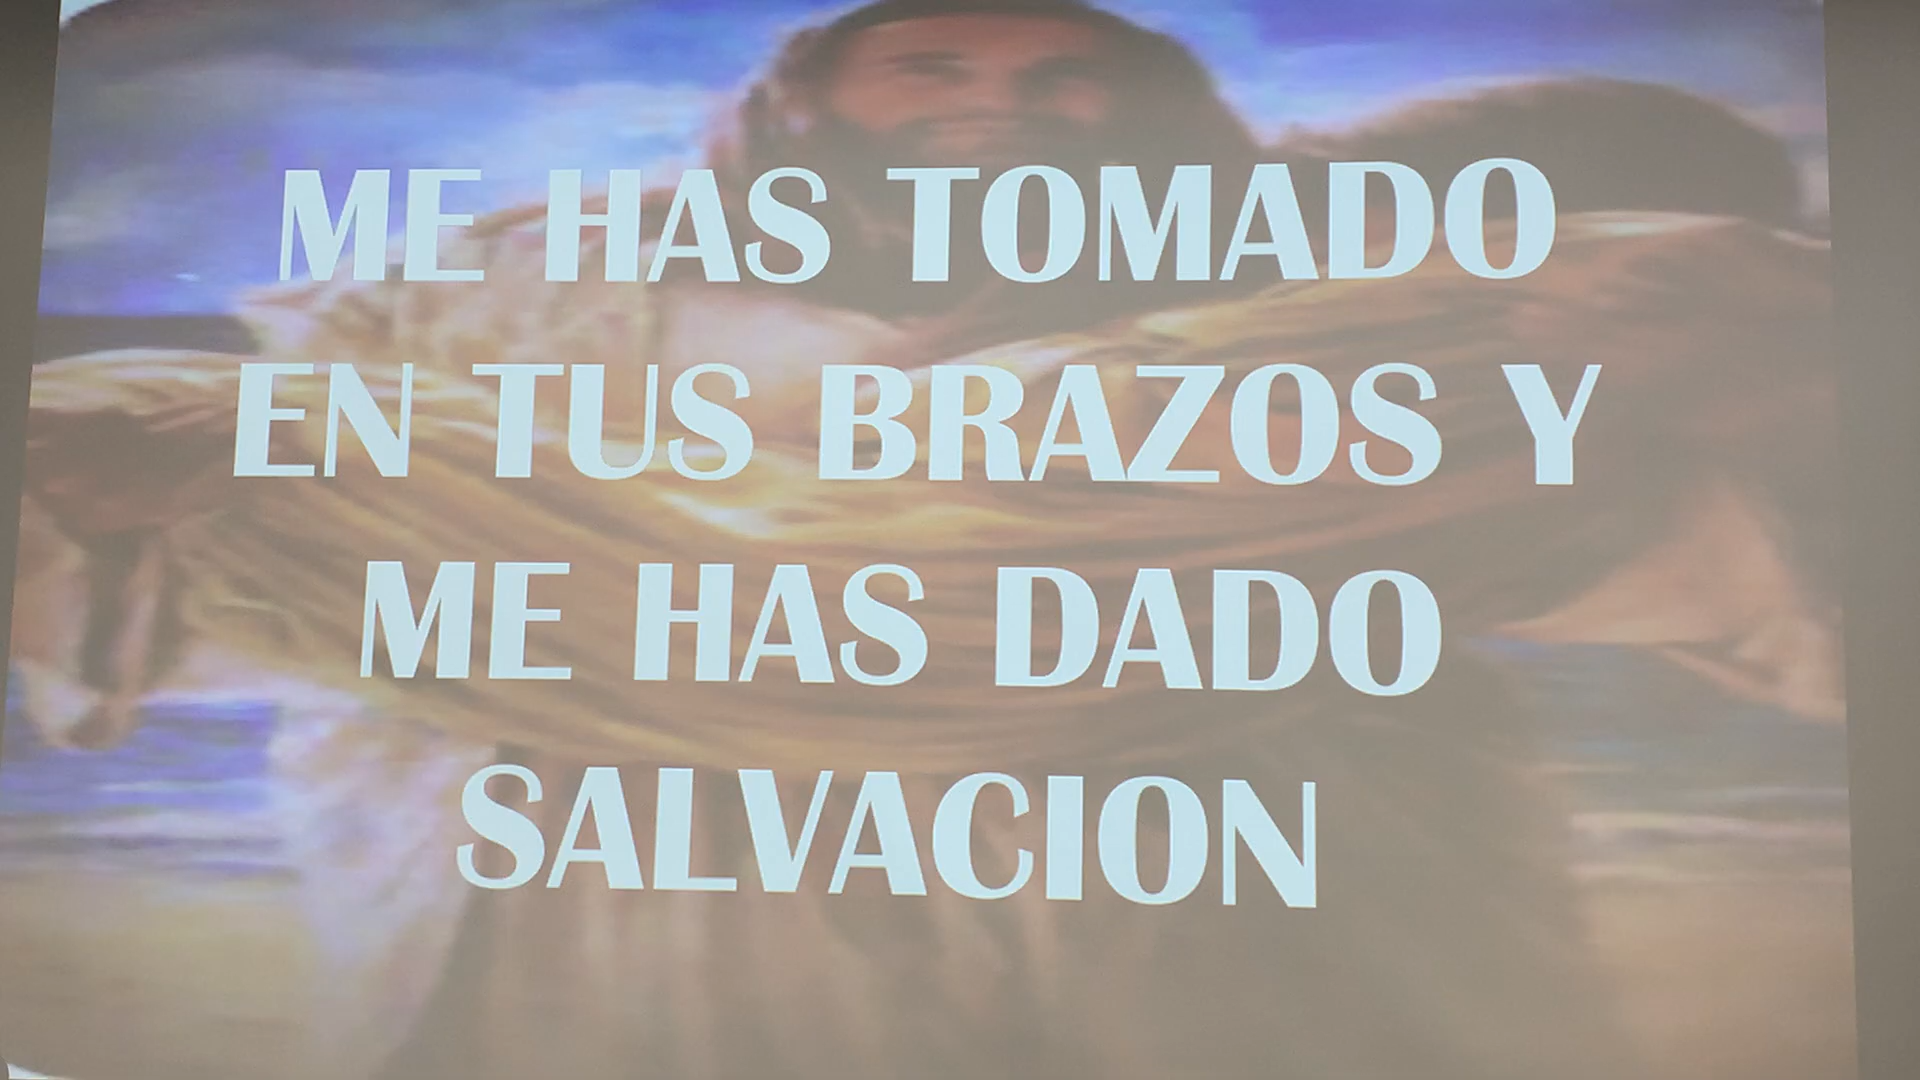 ME HAS TOMADO
EN TUS BRAZOS Y
ME HAS DADO
SALVACION